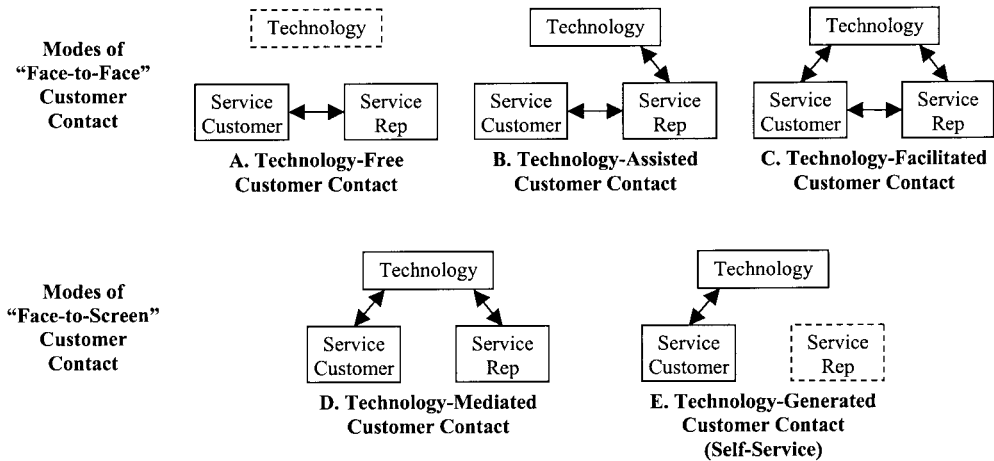 Modes of
“Face-to-Face”
Customer
Contact
Technology
Service
Customer
Service
Rep
A. Technology-Free
Customer Contact
Technology
Service
Customer
Service
Rep
B. Technology-Assisted
Customer Contact
Technology
Service
Customer
Service
Rep
C. Technology-Facilitated
Customer Contact
Modes of
“Face-to-Screen”
Customer
Contact
Technology
Service
Customer
Service
Rep
D. Technology-Mediated
Customer Contact
Technology
Service
Customer
Service
Rep
E. Technology-Generated
Customer Contact
(Self-Service)